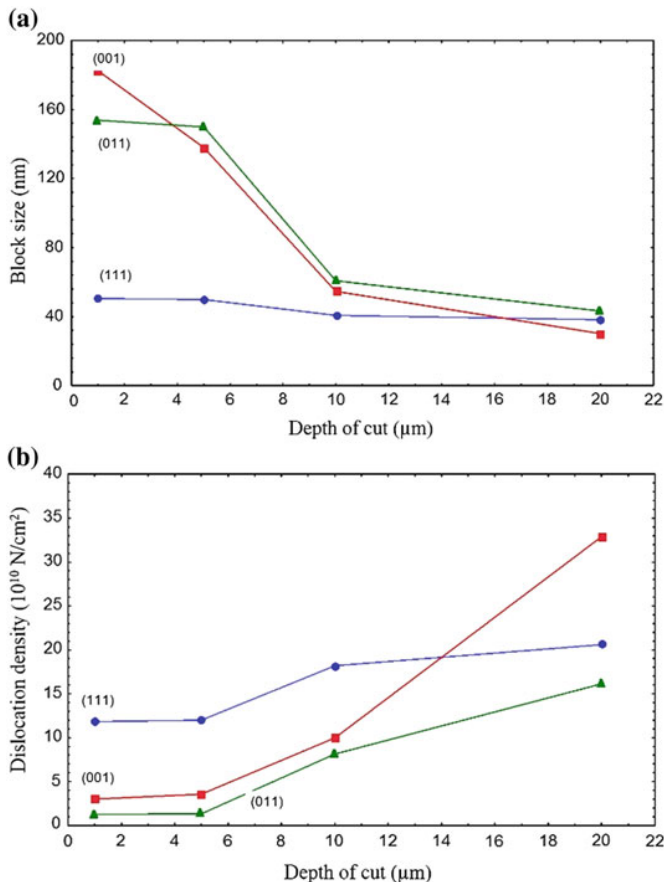 (a)
200
160
120
80
40
0
Block size (nm)
(001)
(011)
(111)
0 2 4 6 8 10 12 14 16 18 20 22
Depth of cut (µm)
(b)
40
35
30
25
20
15
10
5
0
Dislocation density (10¹⁰ N/cm²)
(111)
(001)
(011)
0 2 4 6 8 10 12 14 16 18 20 22
Depth of cut (µm)